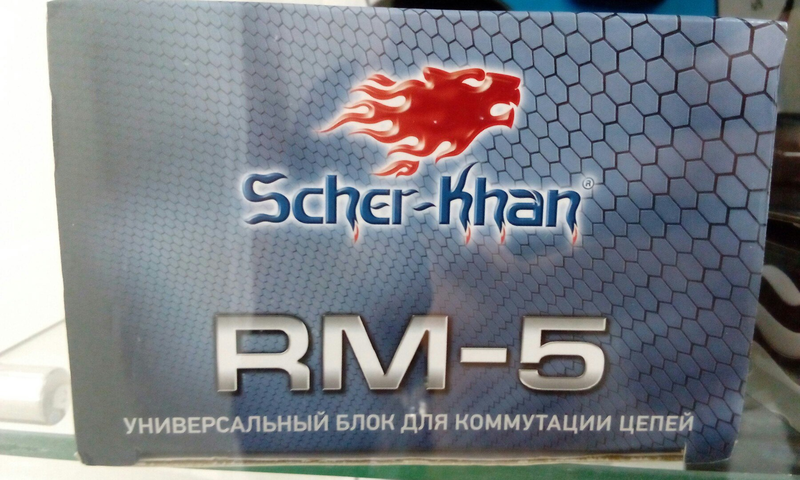 Scher-Khan®
RM-5
УНИВЕРСАЛЬНЫЙ БЛОК ДЛЯ КОММУТАЦИИ ЦЕПЕЙ